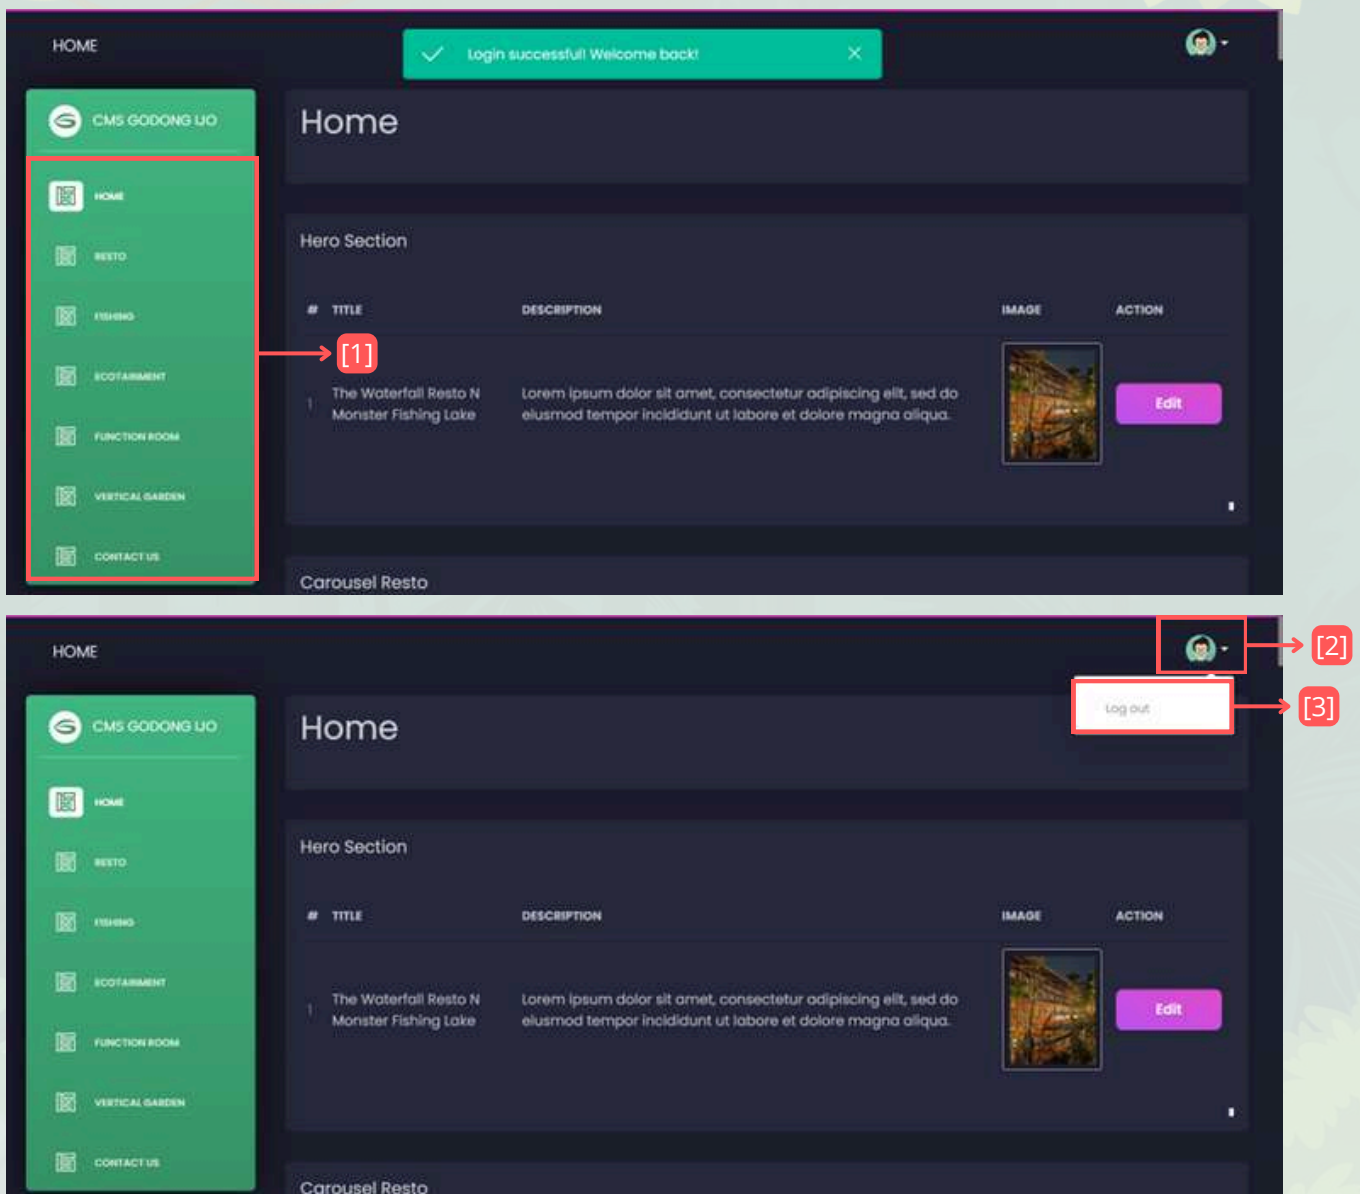 HOME
Login successful! Welcome back!
CMS GODONG IJO
Home
HOME
RESTO
FISHING
ECOTAINMENT
FUNCTION ROOM
VERTICAL GARDEN
CONTACT US
Hero Section
# TITLE DESCRIPTION IMAGE ACTION
[1]
1 The Waterfall Resto N Monster Fishing Lake
Lorem ipsum dolor sit amet, consectetur adipiscing elit, sed do
eiusmod tempor incididunt ut labore et dolore magna aliqua.
Edit
Carousel Resto
HOME
[2]
Log out
[3]
CMS GODONG IJO
Home
HOME
RESTO
FISHING
ECOTAINMENT
FUNCTION ROOM
VERTICAL GARDEN
CONTACT US
Hero Section
# TITLE DESCRIPTION IMAGE ACTION
1 The Waterfall Resto N Monster Fishing Lake
Lorem ipsum dolor sit amet, consectetur adipiscing elit, sed do
eiusmod tempor incididunt ut labore et dolore magna aliqua.
Edit
Carousel Resto